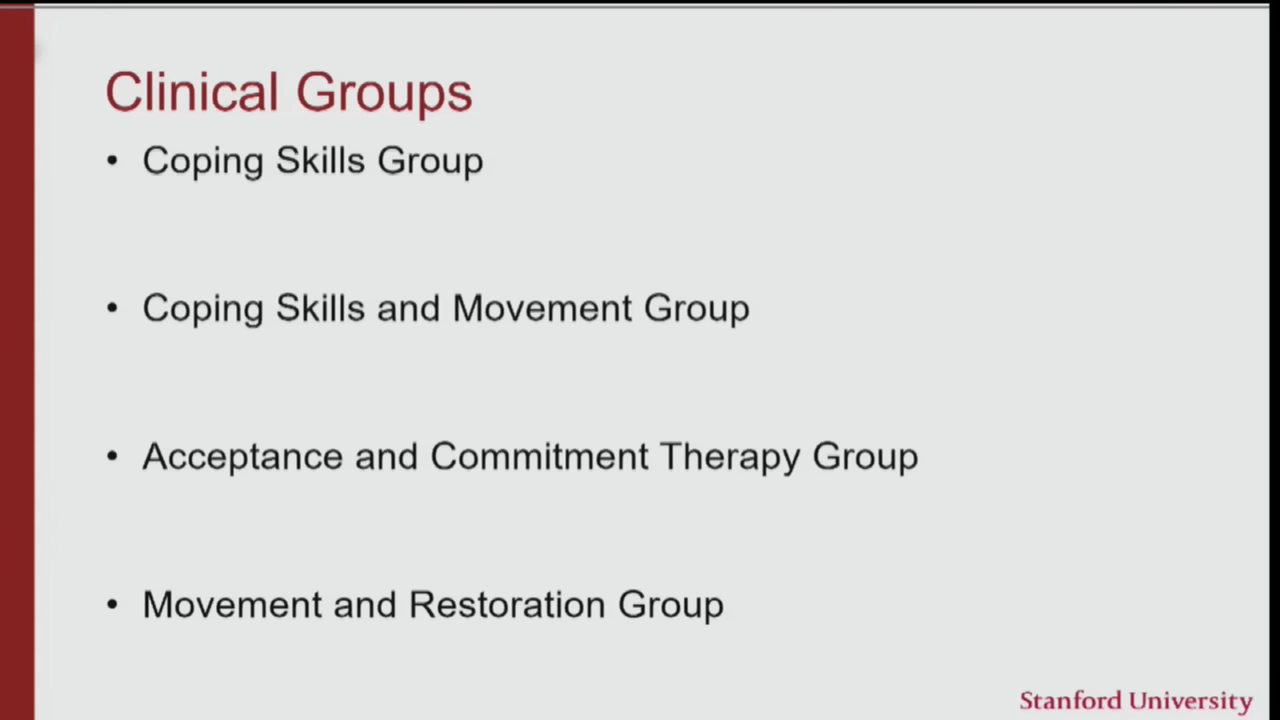 Clinical Groups
• Coping Skills Group
• Coping Skills and Movement Group
• Acceptance and Commitment Therapy Group
• Movement and Restoration Group
Stanford University